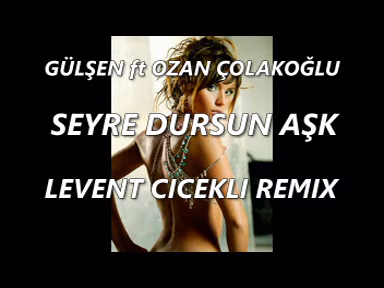 GÜLŞEN ft OZAN ÇOLAKOĞLU
SEYRE DURSUN AŞK
LEVENT CICEKLI REMIX